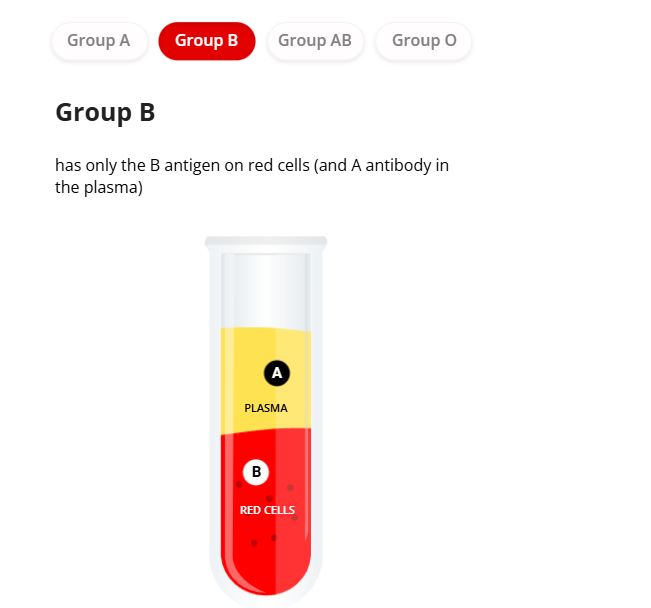 Group A
Group B
Group AB
Group O
Group B
has only the B antigen on red cells (and A antibody in
the plasma)
A
PLASMA
B
RED CELLS